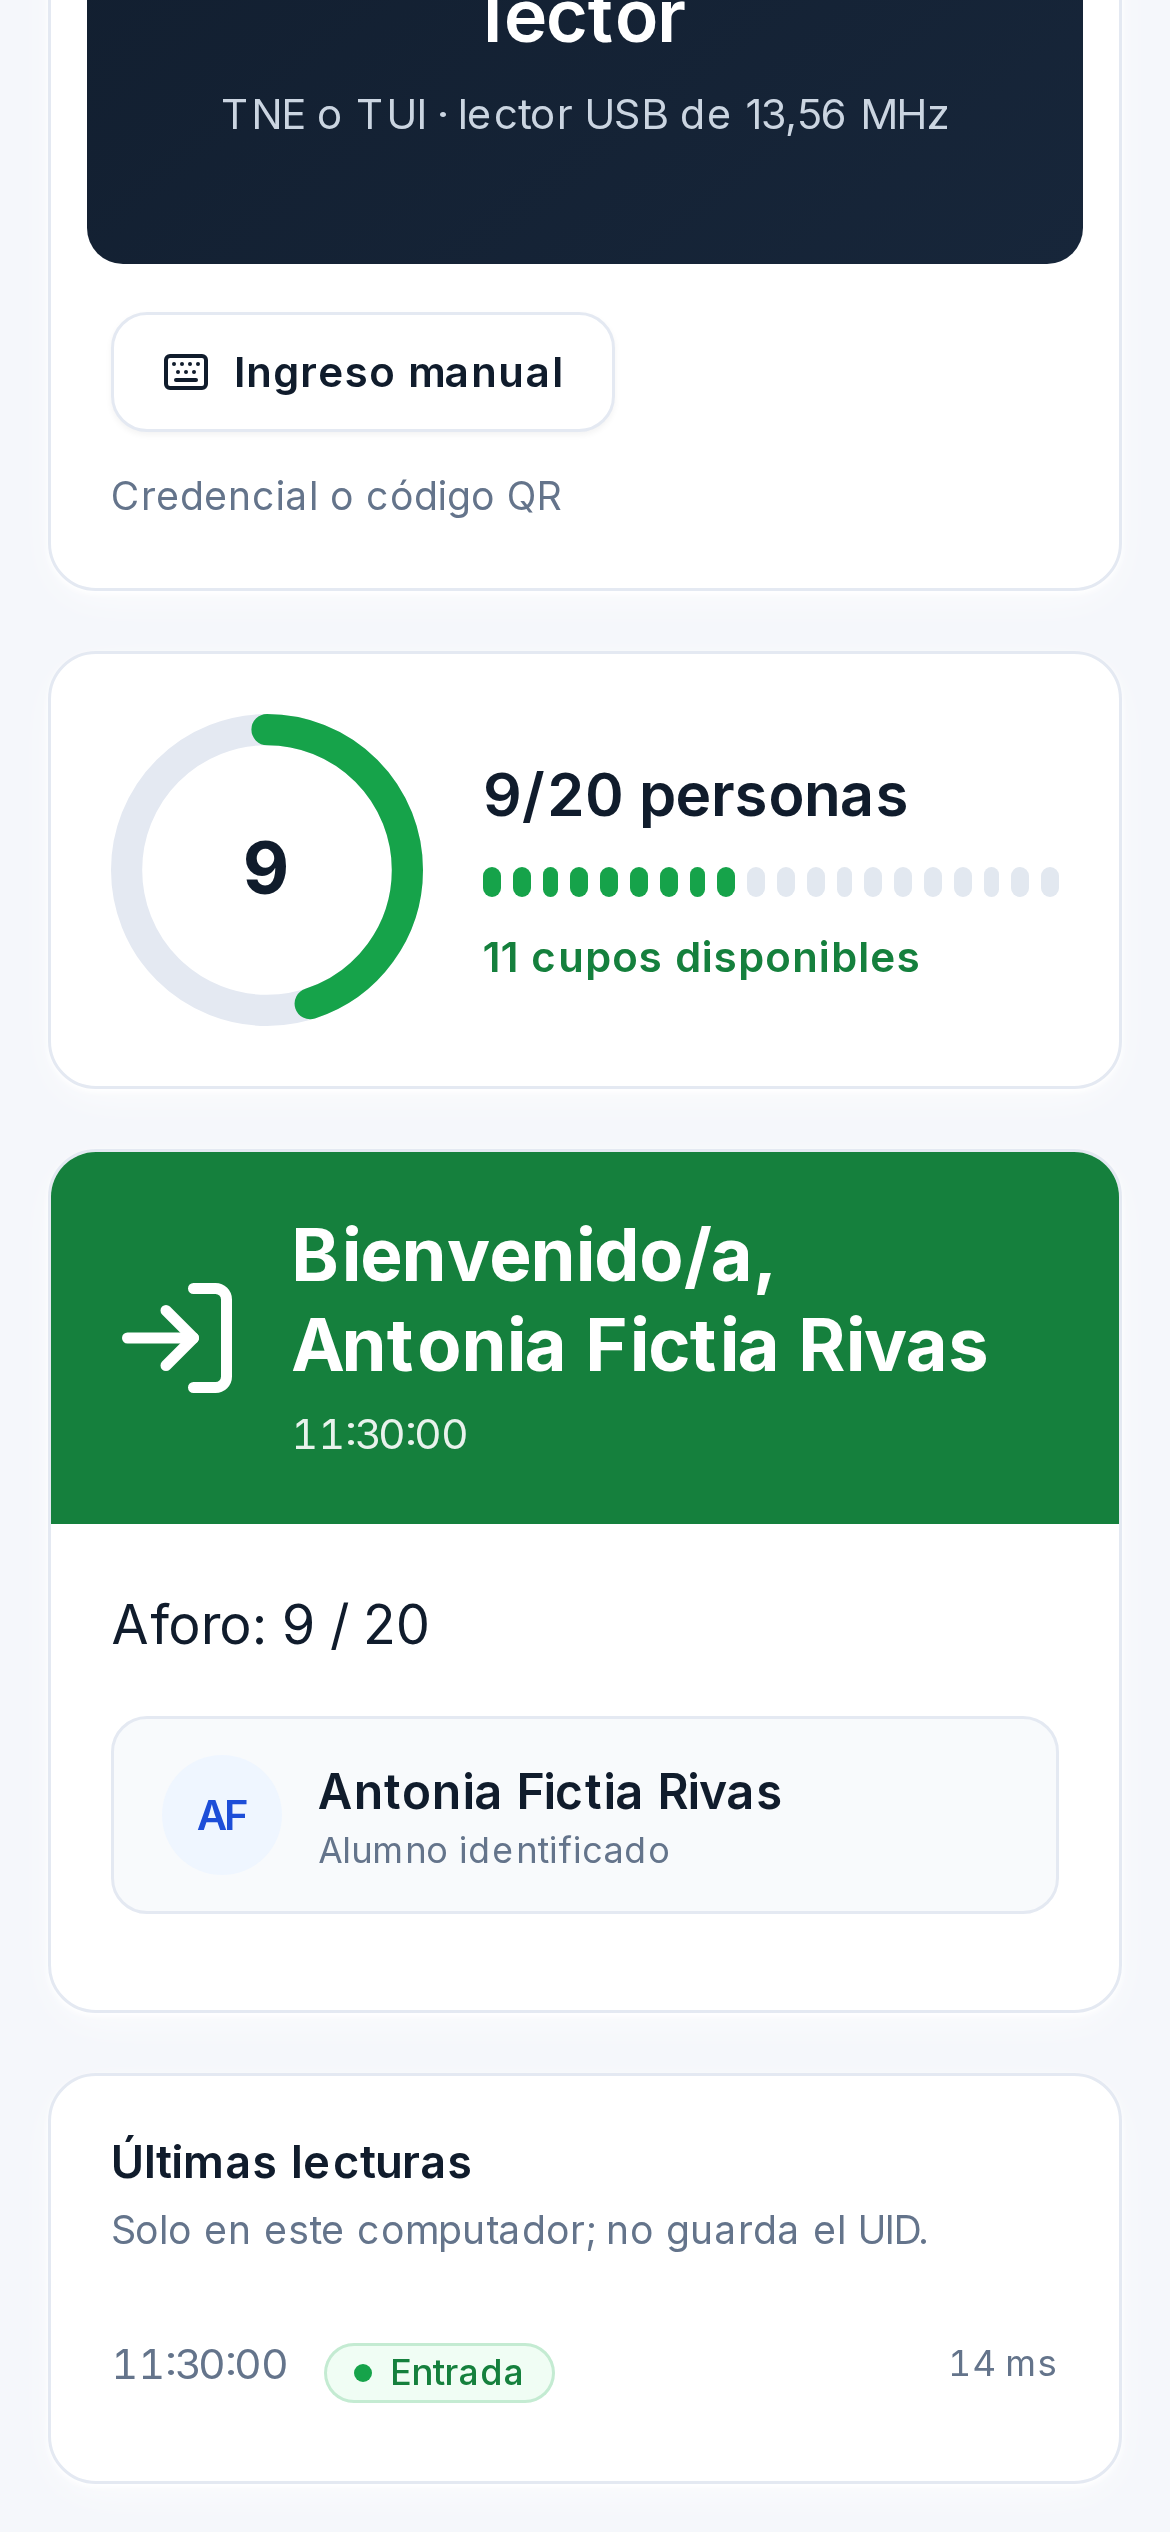 lector
TNE o TUI · lector USB de 13,56 MHz
Ingreso manual
Credencial o código QR
9
9/20 personas
11 cupos disponibles
Bienvenido/a,
Antonia Fictia Rivas
11:30:00
Aforo: 9 / 20
AF
Antonia Fictia Rivas
Alumno identificado
Últimas lecturas
Solo en este computador; no guarda el UID.
11:30:00 Entrada 14 ms